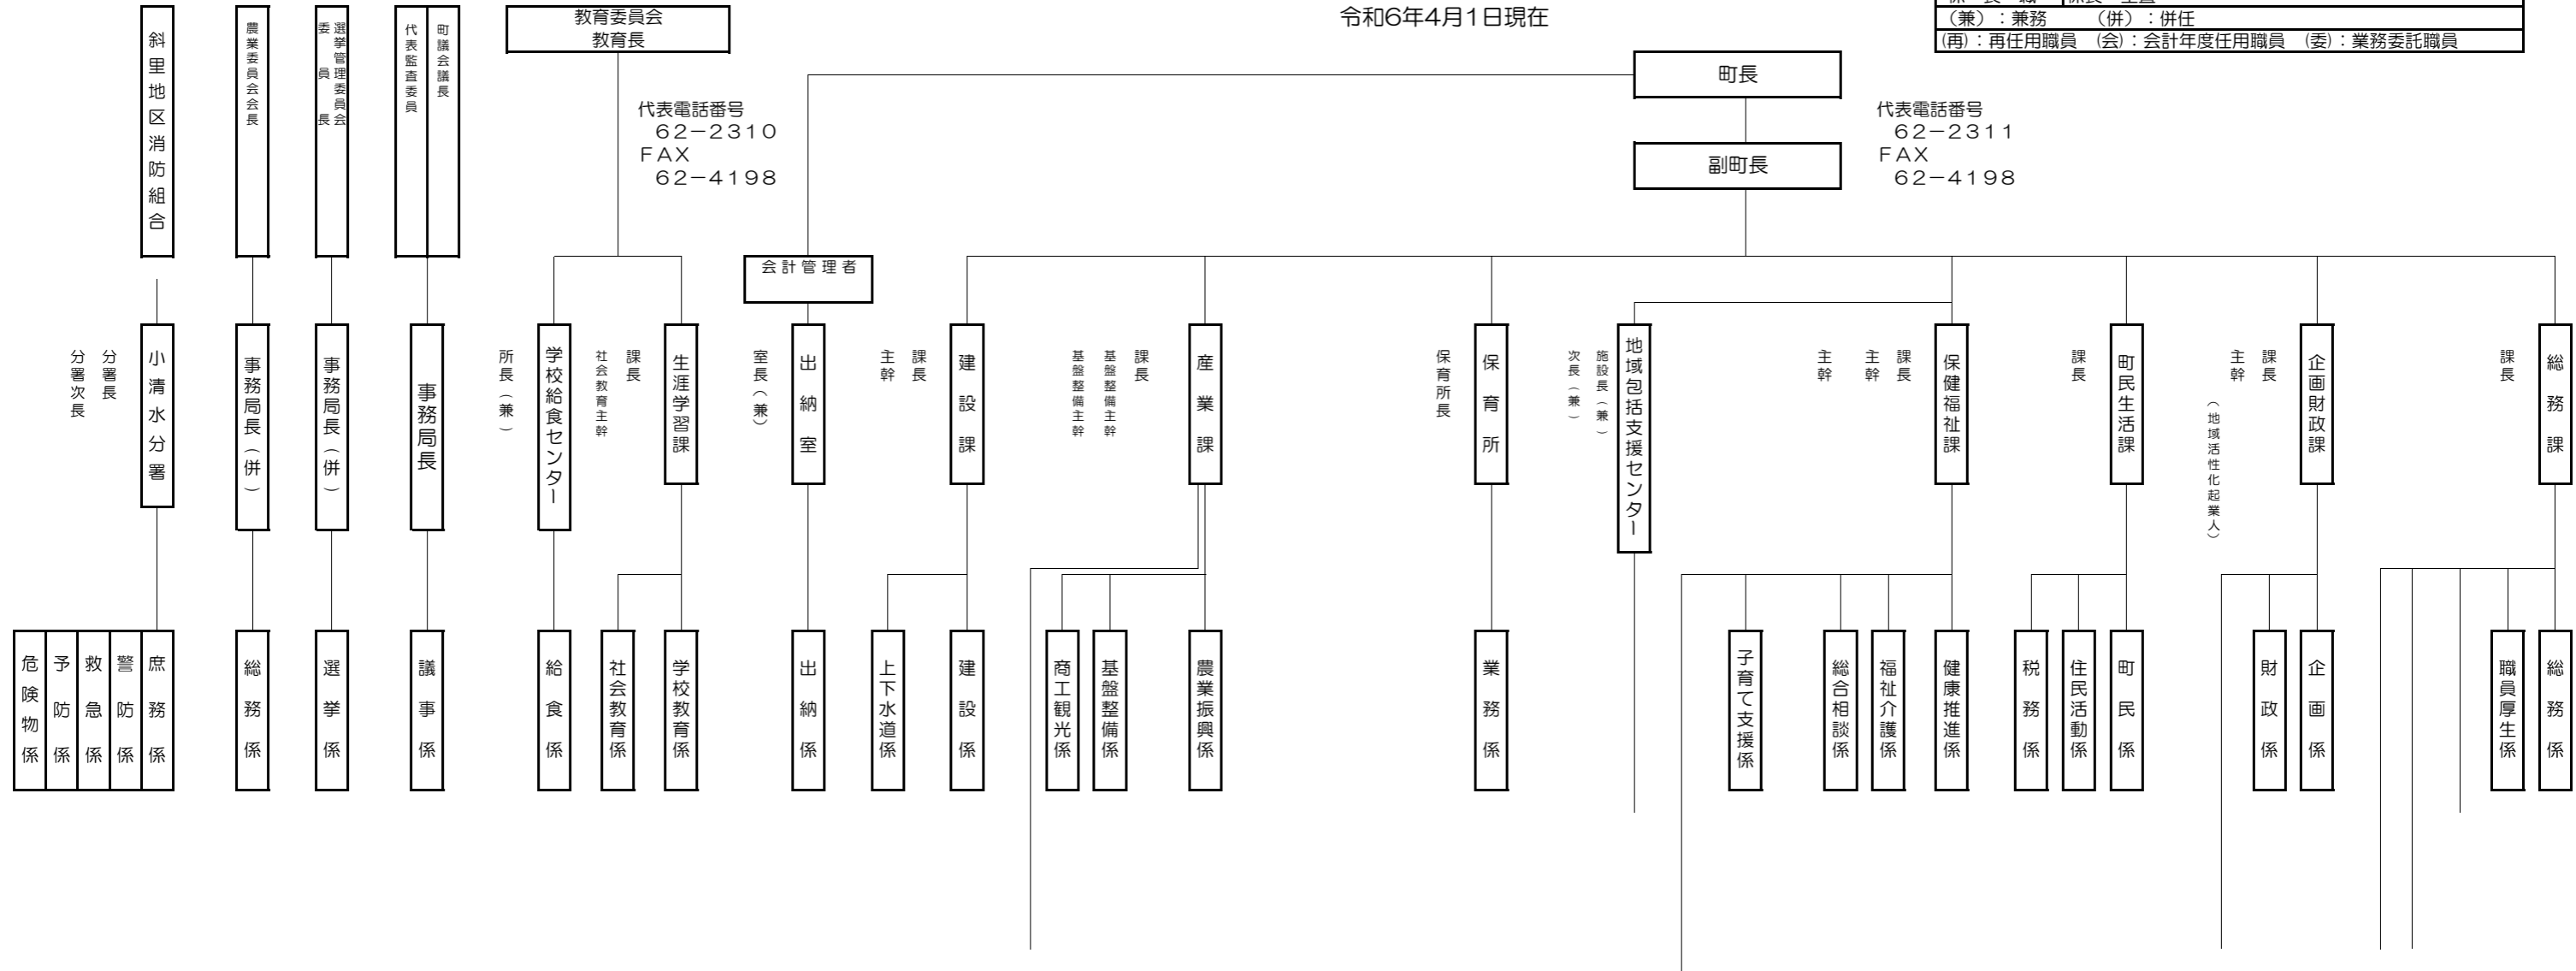 令和6年4月1日現在
係長職 係長・主査
（兼）：兼務　（併）：併任
(再)：再任用職員　(会)：会計年度任用職員　(委)：業務委託職員
教育委員会
教育長
代表電話番号
62−2310
FAX
62−4198
町長
副町長
代表電話番号
62−2311
FAX
62−4198
斜里地区消防組合
農業委員会会長
選挙管理委員会
委員長
代表監査委員
町議会議長
会計管理者
分署次長
分署長
小清水分署
事務局長（併）
事務局長（併）
事務局長
所長（兼）
学校給食センター
社会教育主幹
課長
生涯学習課
室長（兼）
出納室
主幹
課長
建設課
基盤整備主幹
基盤整備主幹
課長
産業課
保育所長
保育所
次長（兼）
施設長（兼）
地域包括支援センター
主幹
主幹
課長
保健福祉課
課長
町民生活課
（地域活性化起業人）
主幹
課長
企画財政課
課長
総務課
危険物係
予防係
救急係
警防係
庶務係
総務係
選挙係
議事係
給食係
社会教育係
学校教育係
出納係
上下水道係
建設係
商工観光係
基盤整備係
農業振興係
業務係
子育て支援係
総合相談係
福祉介護係
健康推進係
税務係
住民活動係
町民係
財政係
企画係
職員厚生係
総務係